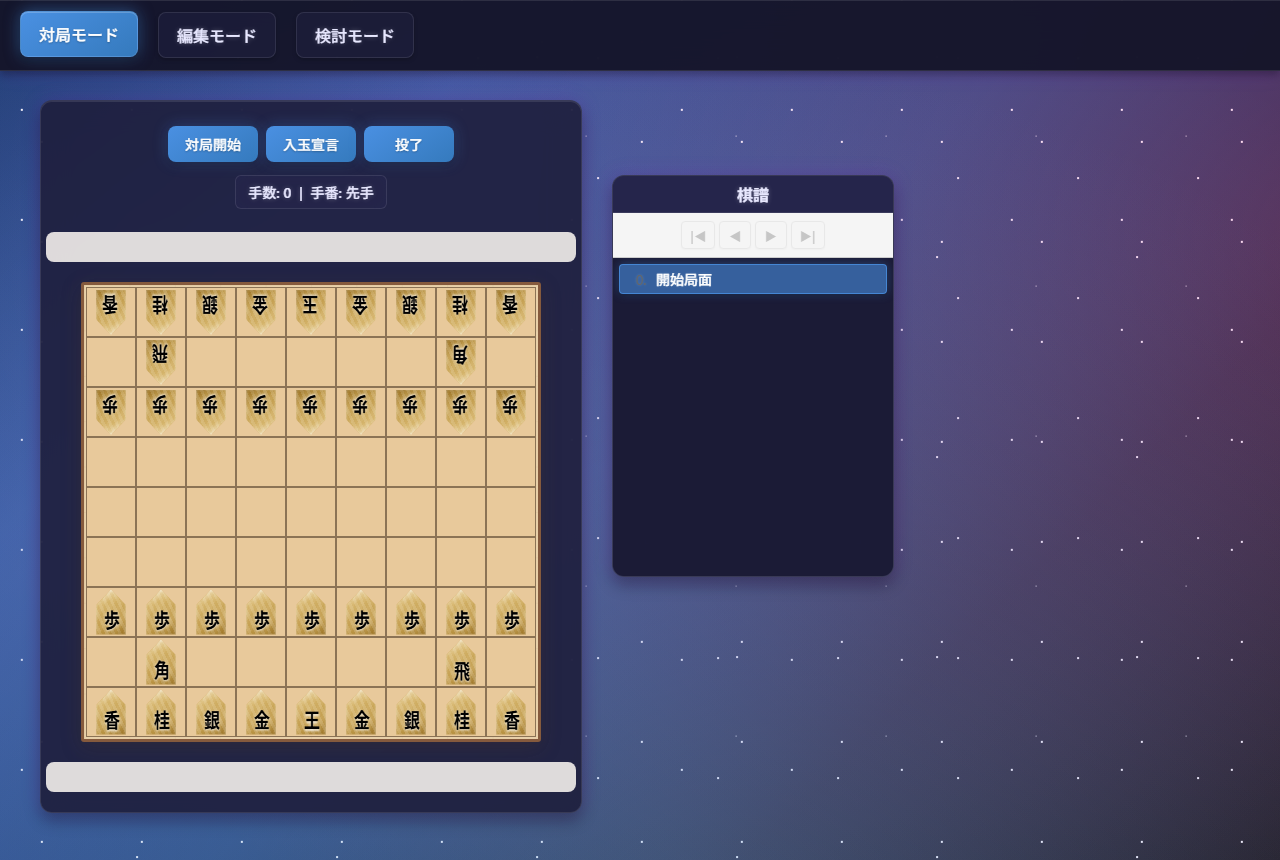 対局モード 編集モード 検討モード
対局開始 入玉宣言 投了
手数: 0 | 手番: 先手
棋譜
|◀ ◀ ▶ ▶|
0. 開始局面
香 桂 銀 金 王 金 銀 桂 香
飛 角
歩 歩 歩 歩 歩 歩 歩 歩 歩
歩 歩 歩 歩 歩 歩 歩 歩 歩
角 飛
香 桂 銀 金 王 金 銀 桂 香